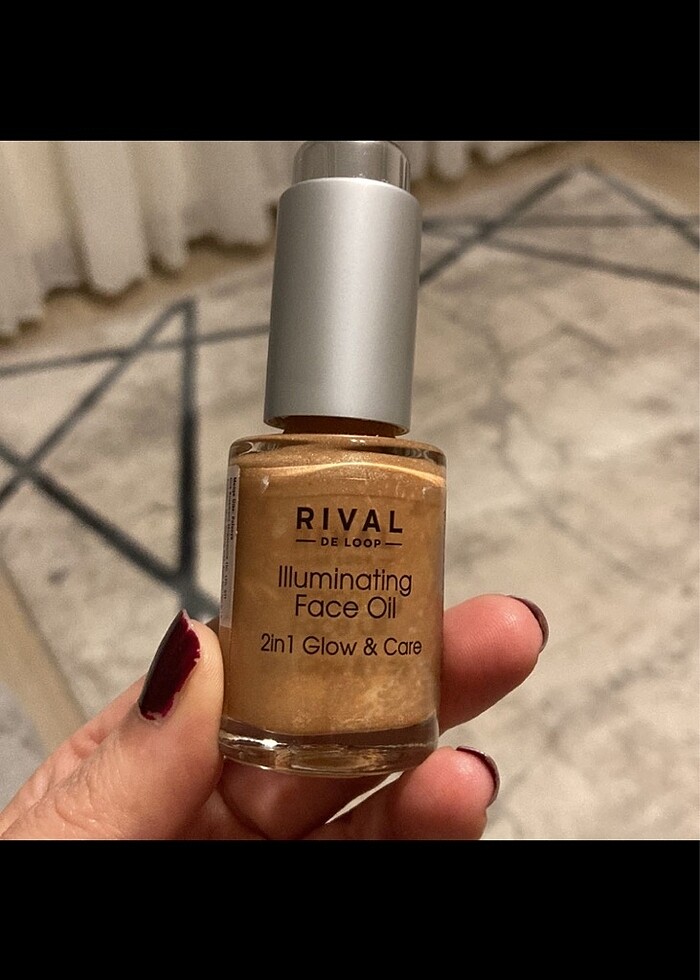 RIVAL
DE LOOP
Illuminating
Face Oil
2in1 Glow & Care